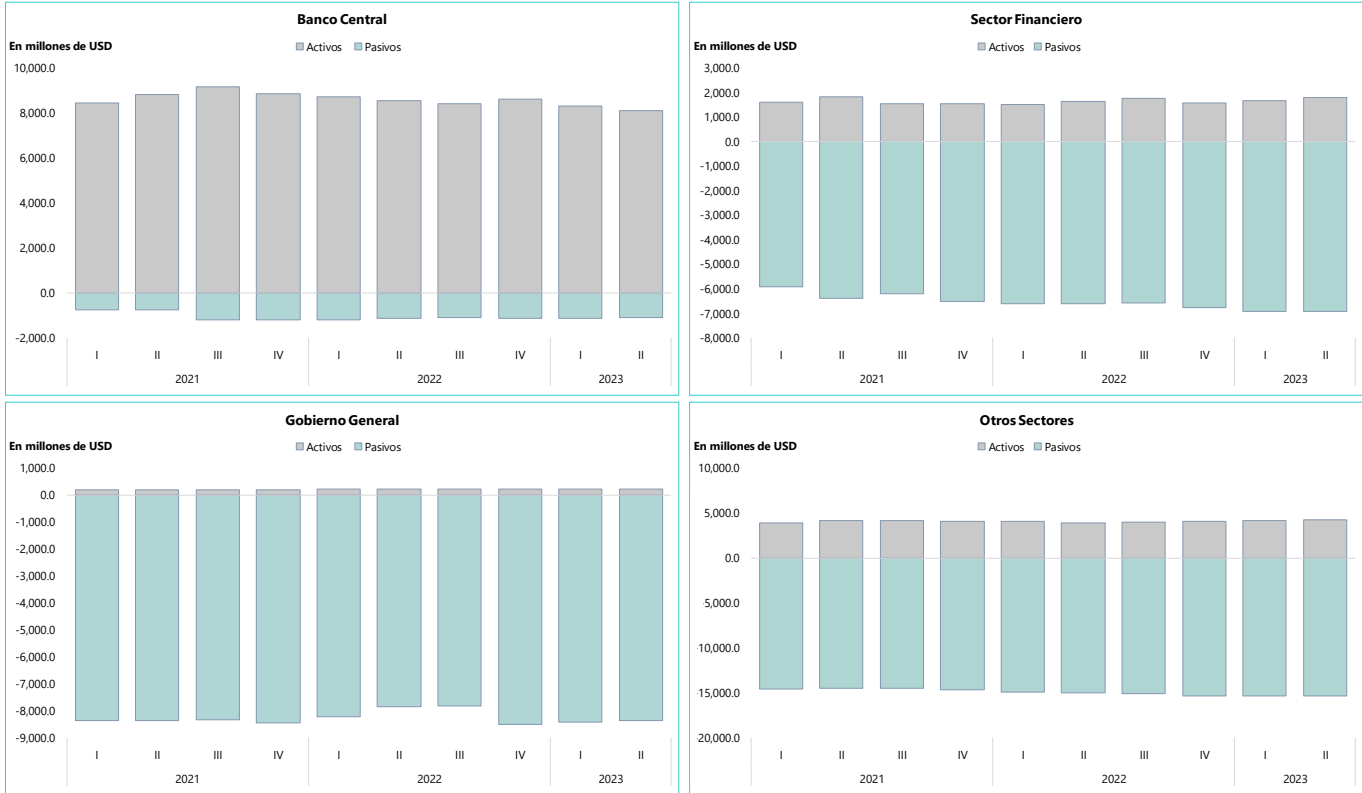 Banco Central
En millones de USD
Activos Pasivos
10,000.0
8,000.0
6,000.0
4,000.0
2,000.0
0.0
-2,000.0
I II III IV I II III IV I II
2021 2022 2023
Sector Financiero
En millones de USD
Activos Pasivos
3,000.0
2,000.0
1,000.0
0.0
-1,000.0
-2,000.0
-3,000.0
-4,000.0
-5,000.0
-6,000.0
-7,000.0
-8,000.0
I II III IV I II III IV I II
2021 2022 2023
Gobierno General
En millones de USD
Activos Pasivos
1,000.0
0.0
-1,000.0
-2,000.0
-3,000.0
-4,000.0
-5,000.0
-6,000.0
-7,000.0
-8,000.0
-9,000.0
I II III IV I II III IV I II
2021 2022 2023
Otros Sectores
En millones de USD
Activos Pasivos
10,000.0
5,000.0
0.0
-5,000.0
-10,000.0
-15,000.0
-20,000.0
I II III IV I II III IV I II
2021 2022 2023